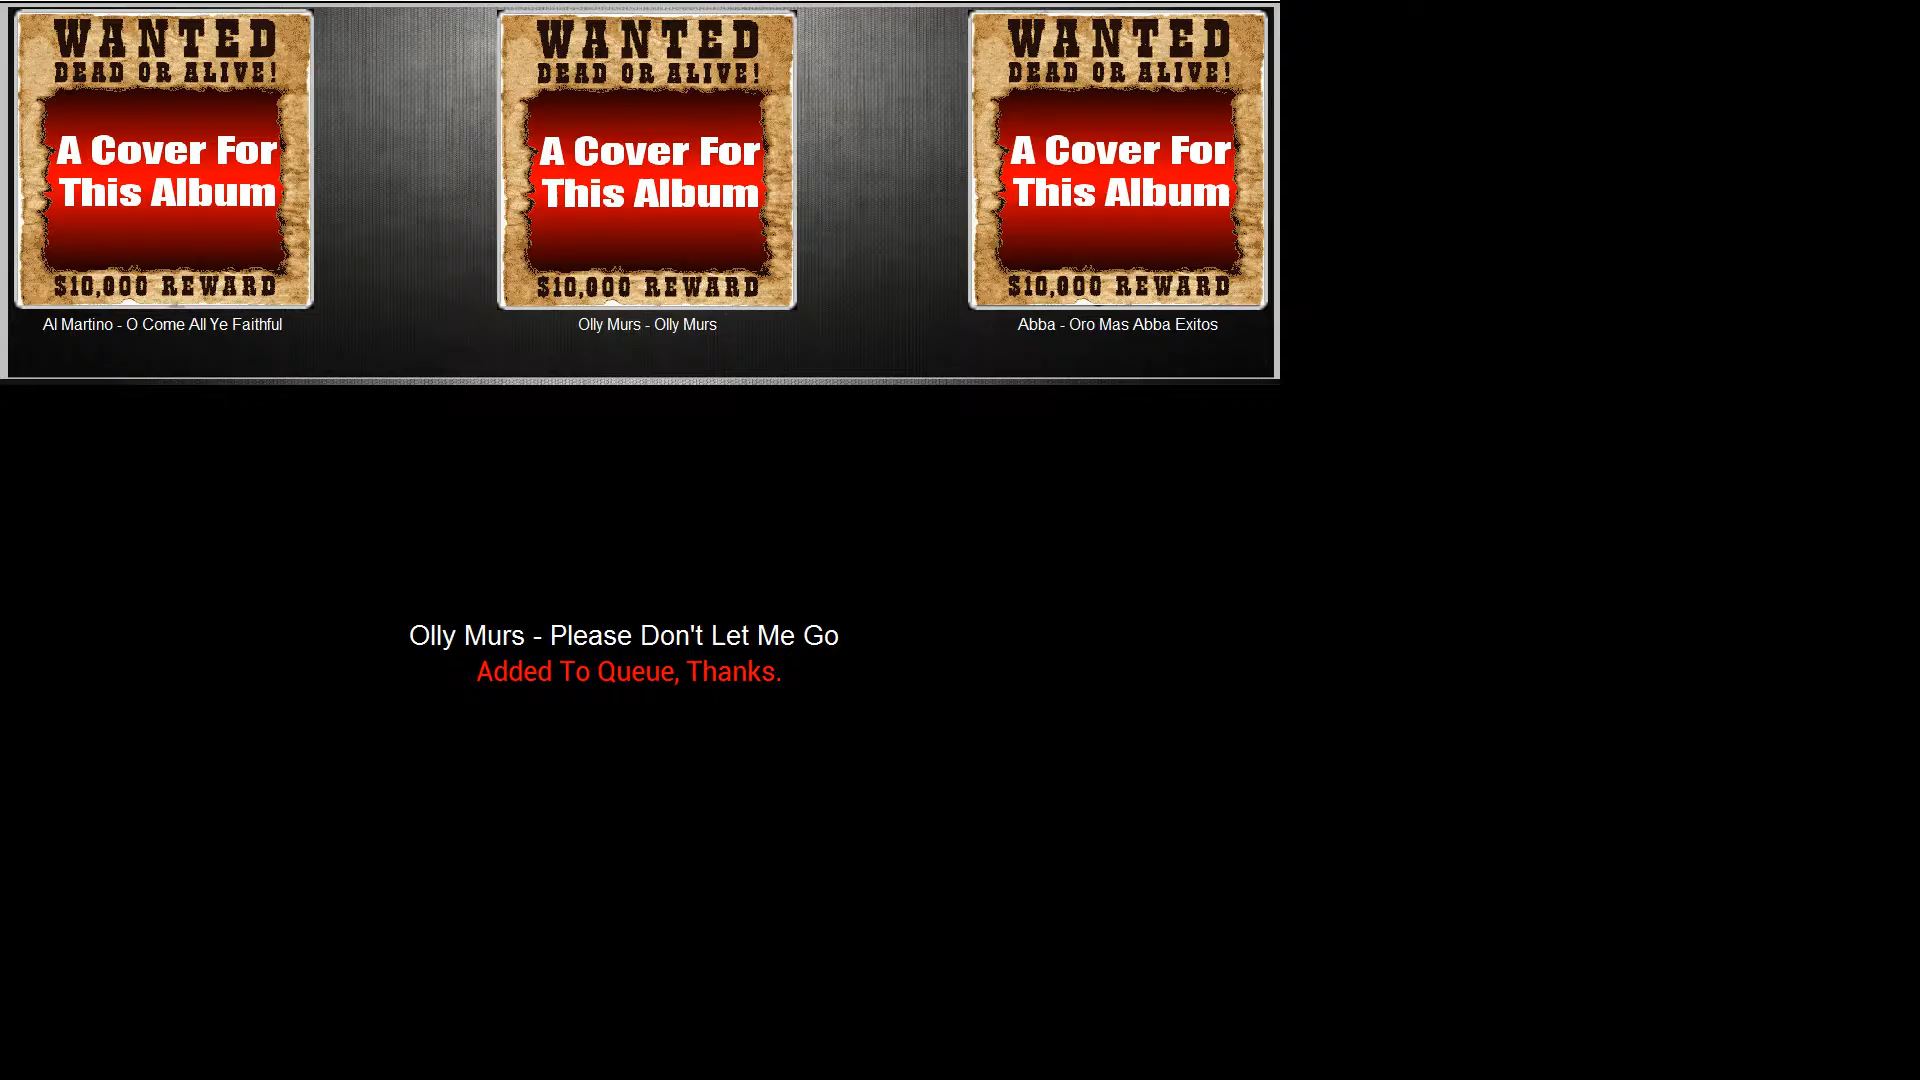 WANTED
DEAD OR ALIVE!
A Cover For
This Album
$10,000 REWARD
Al Martino - O Come All Ye Faithful
WANTED
DEAD OR ALIVE!
A Cover For
This Album
$10,000 REWARD
Olly Murs - Olly Murs
WANTED
DEAD OR ALIVE!
A Cover For
This Album
$10,000 REWARD
Abba - Oro Mas Abba Exitos
Olly Murs - Please Don't Let Me Go
Added To Queue, Thanks.